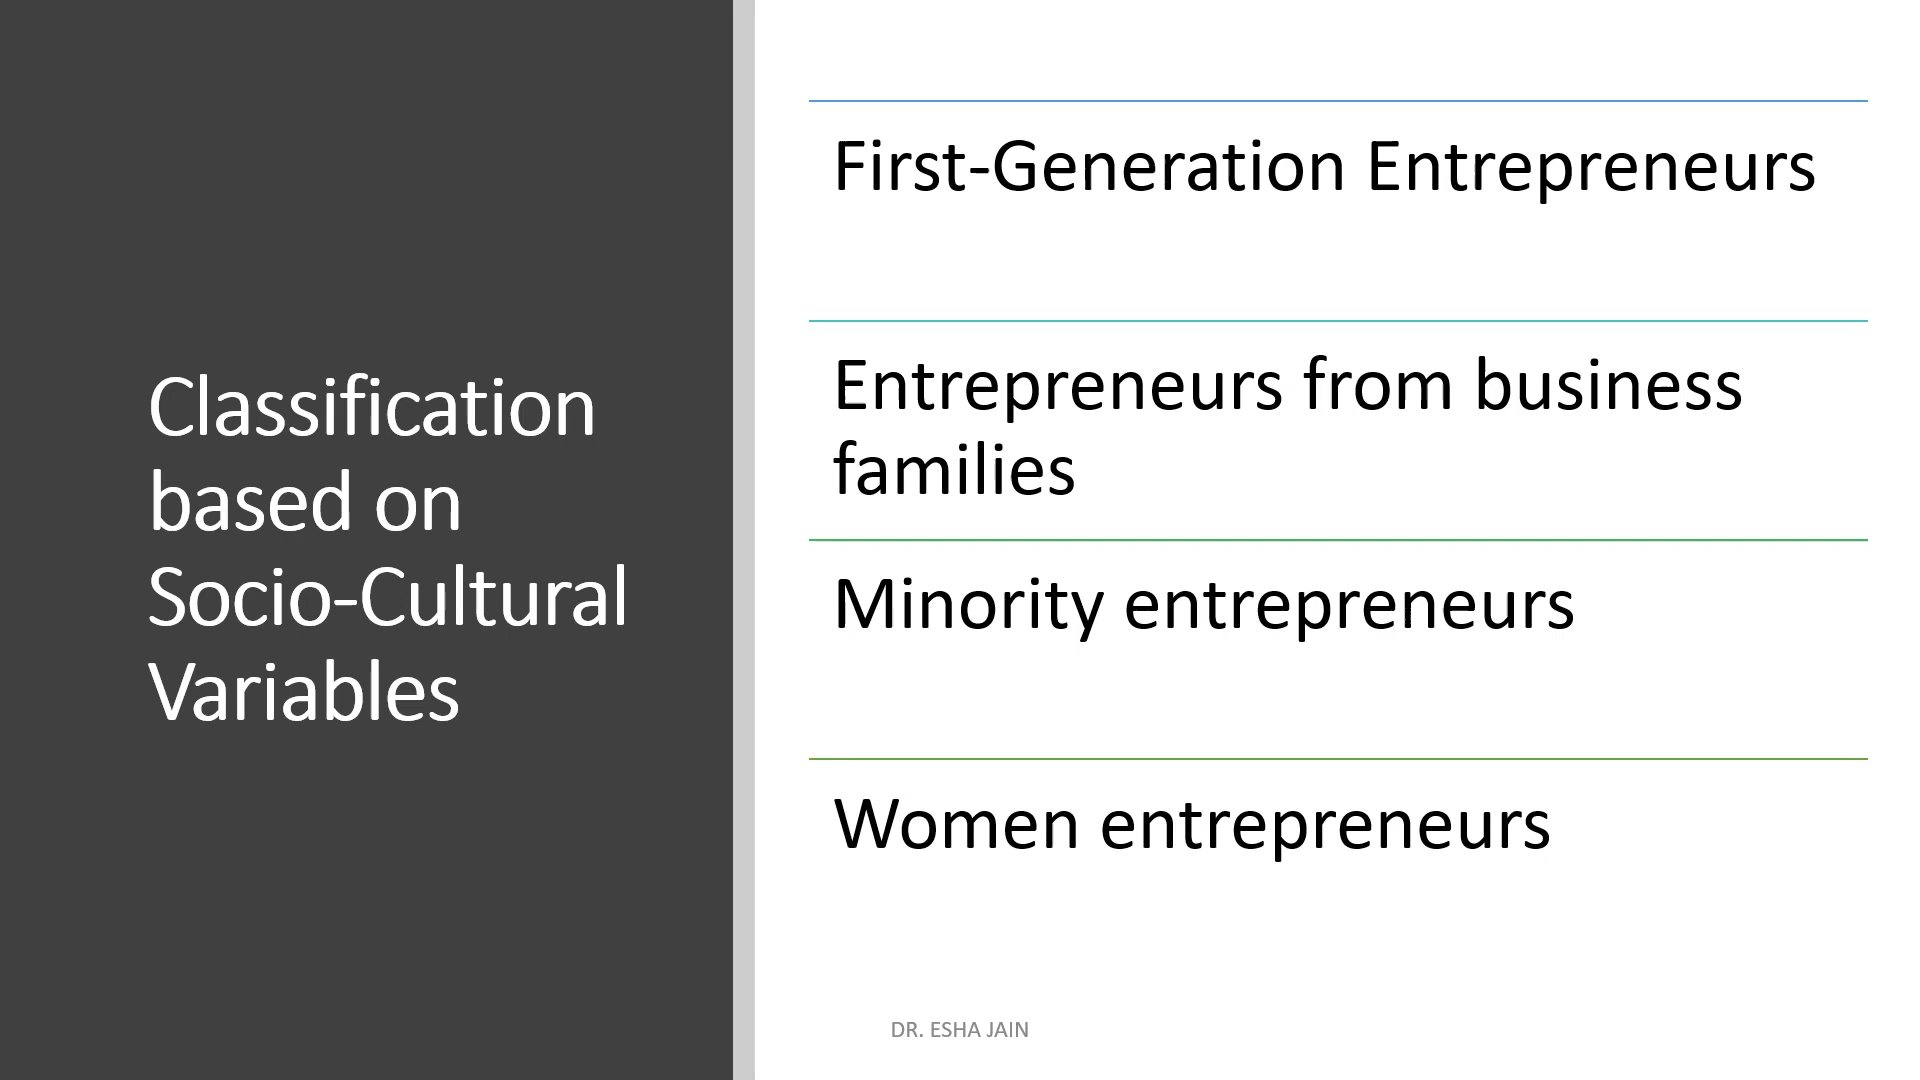 Classification
based on
Socio-Cultural
Variables
First-Generation Entrepreneurs
Entrepreneurs from business
families
Minority entrepreneurs
Women entrepreneurs
DR. ESHA JAIN